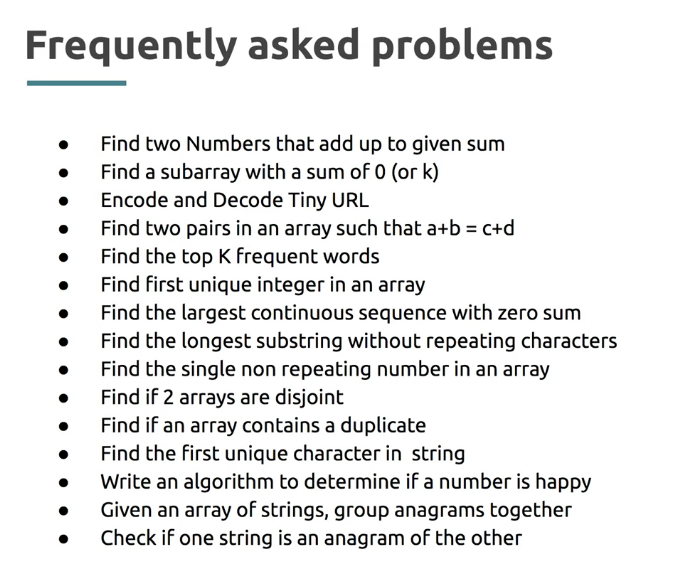 Frequently asked problems
● Find two Numbers that add up to given sum
● Find a subarray with a sum of 0 (or k)
● Encode and Decode Tiny URL
● Find two pairs in an array such that a+b = c+d
● Find the top K frequent words
● Find first unique integer in an array
● Find the largest continuous sequence with zero sum
● Find the longest substring without repeating characters
● Find the single non repeating number in an array
● Find if 2 arrays are disjoint
● Find if an array contains a duplicate
● Find the first unique character in  string
● Write an algorithm to determine if a number is happy
● Given an array of strings, group anagrams together
● Check if one string is an anagram of the other